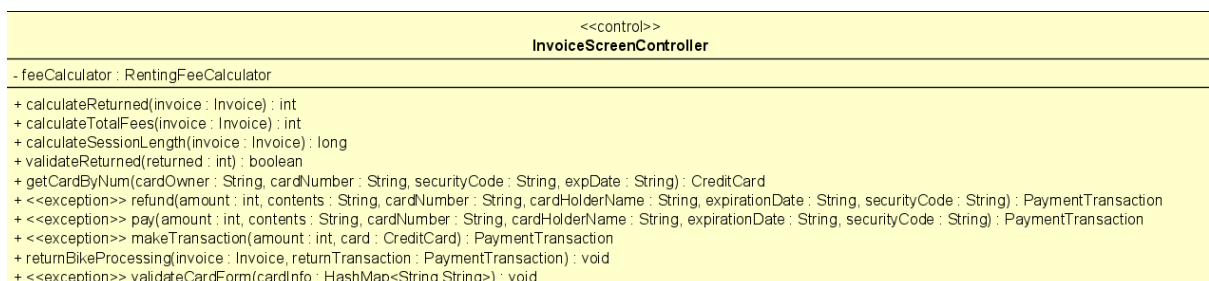 <<control>>
InvoiceScreenController
- feeCalculator : RentingFeeCalculator
+ calculateReturned(invoice : Invoice) : int
+ calculateTotalFees(invoice : Invoice) : int
+ calculateSessionLength(invoice : Invoice) : long
+ validateReturned(returned : int) : boolean
+ getCardByNum(cardOwner : String, cardNumber : String, securityCode : String, expDate : String) : CreditCard
+ <<exception>> refund(amount : int, contents : String, cardNumber : String, cardHolderName : String, expirationDate : String, securityCode : String) : PaymentTransaction
+ <<exception>> pay(amount : int, contents : String, cardNumber : String, cardHolderName : String, expirationDate : String, securityCode : String) : PaymentTransaction
+ <<exception>> makeTransaction(amount : int, card : CreditCard) : PaymentTransaction
+ returnBikeProcessing(invoice : Invoice, returnTransaction : PaymentTransaction) : void
+ <<exception>> validateCardForm(cardInfo : HashMap<String,String>) : void